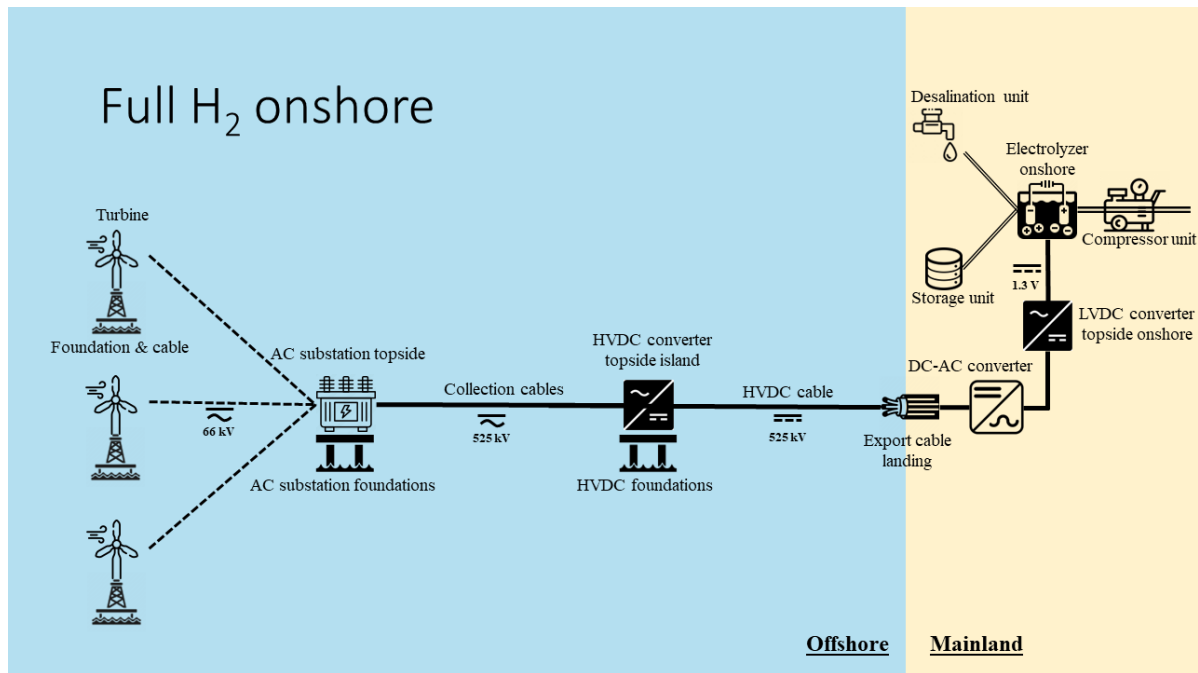 Full H₂ onshore
Desalination unit
Electrolyzer
onshore
Compressor unit
Storage unit
1.3 V
LVDC converter
topside onshore
Turbine
Foundation & cable
66 kV
AC substation topside
AC substation foundations
Collection cables
525 kV
HVDC converter
topside island
HVDC foundations
HVDC cable
525 kV
DC-AC converter
Export cable
landing
Offshore
Mainland